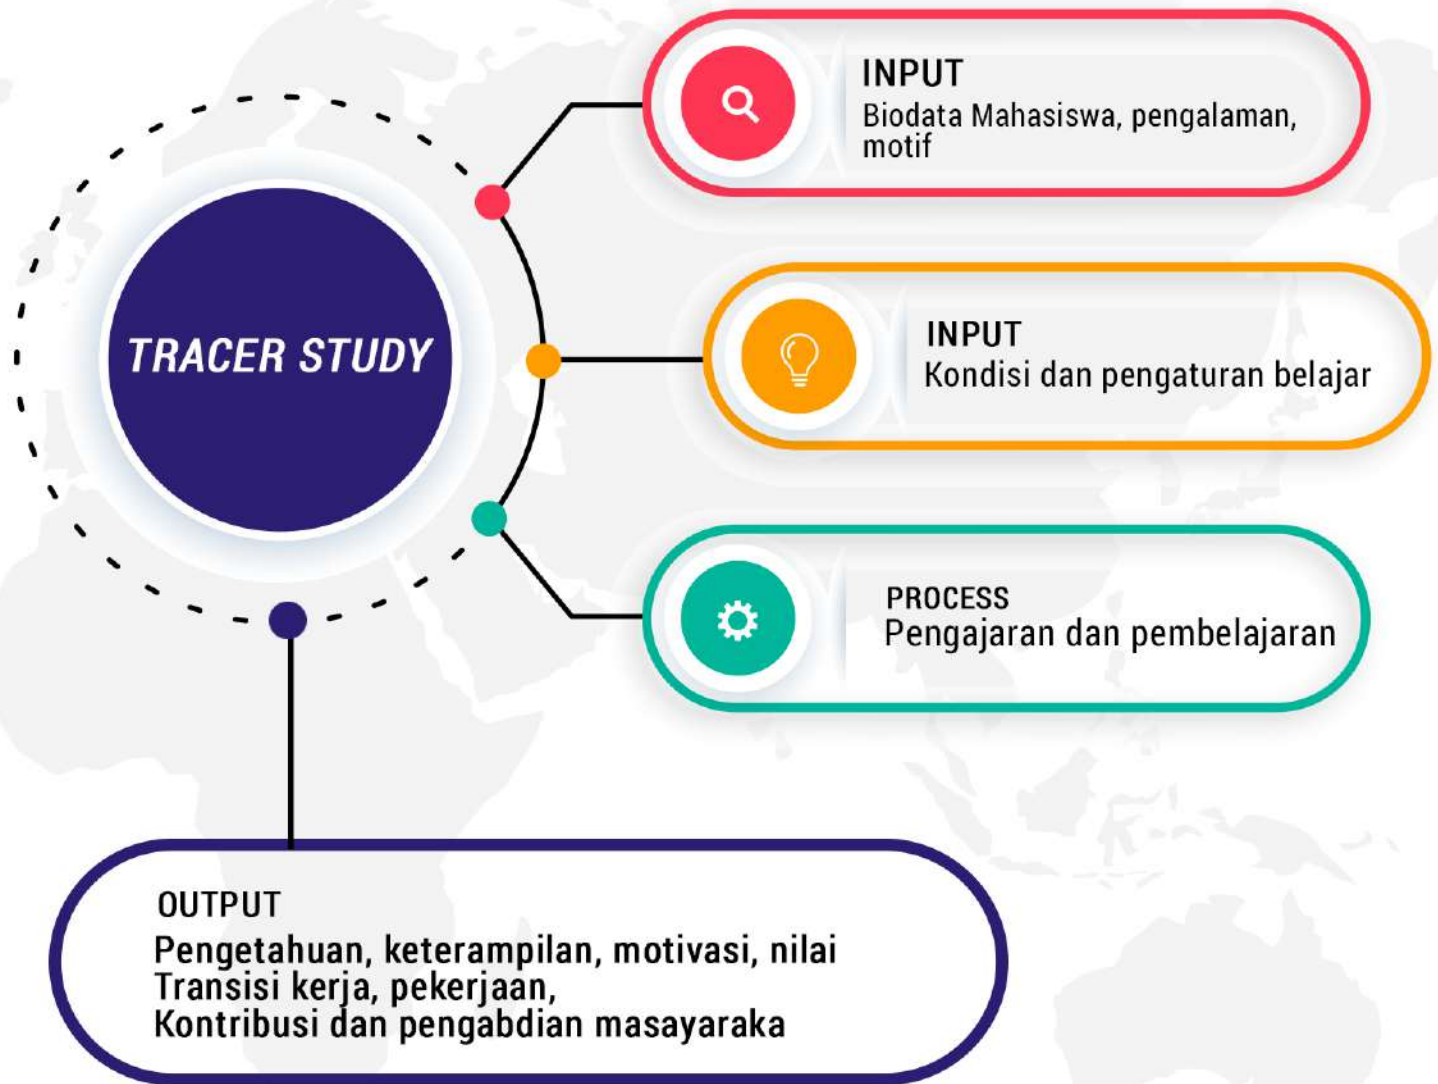 TRACER STUDY
INPUT
Biodata Mahasiswa, pengalaman,
motif
INPUT
Kondisi dan pengaturan belajar
PROCESS
Pengajaran dan pembelajaran
OUTPUT
Pengetahuan, keterampilan, motivasi, nilai
Transisi kerja, pekerjaan,
Kontribusi dan pengabdian masayaraka